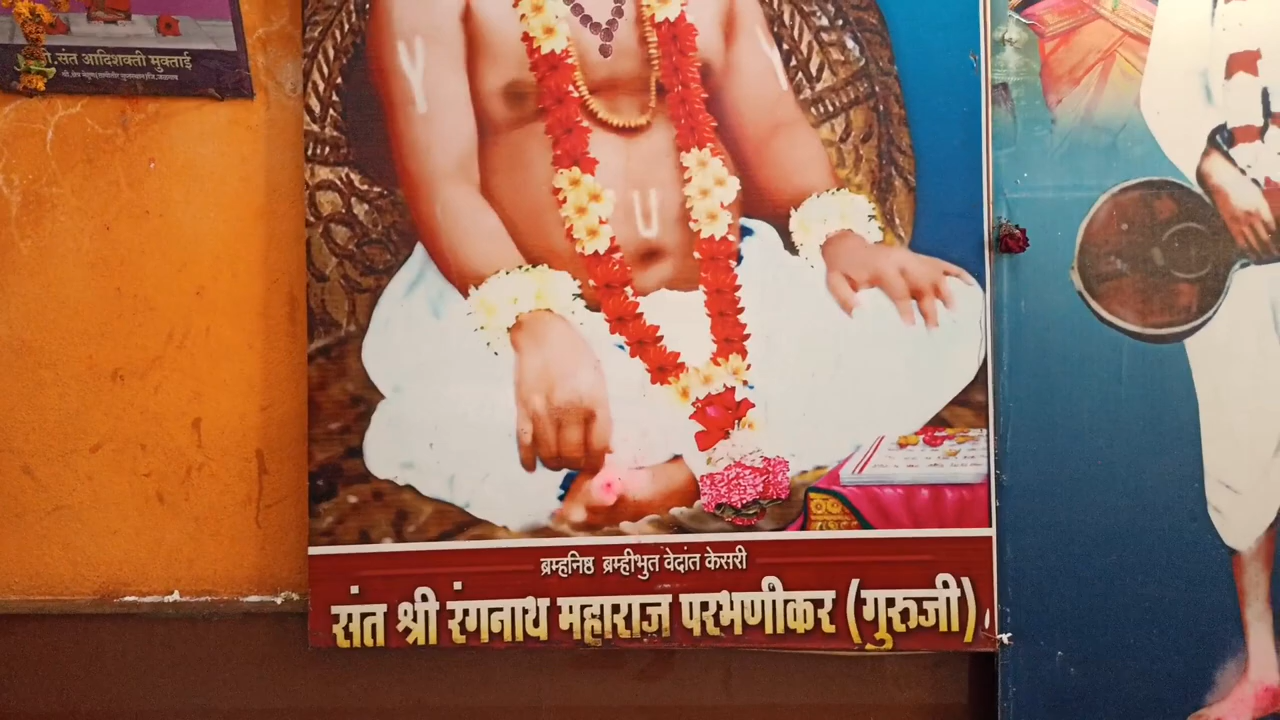 संत आदिशक्ती मुक्ताई
श्री.क्षेत्र
ब्रम्हनिष्ठ ब्रम्हीभुत वेदांत केसरी
संत श्री रंगनाथ महाराज परभणीकर (गुरूजी)